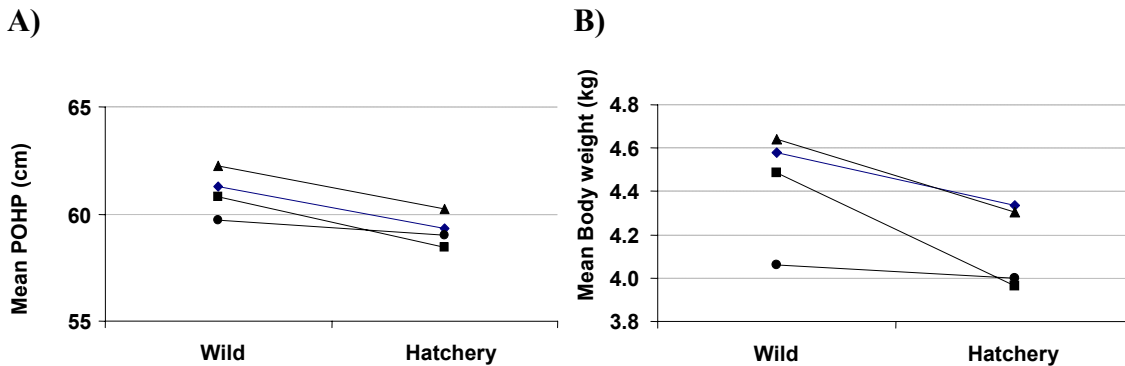 A)
Mean POHP (cm)
65
60
55
Wild
Hatchery
B)
Mean Body weight (kg)
4.8
4.6
4.4
4.2
4.0
3.8
Wild
Hatchery